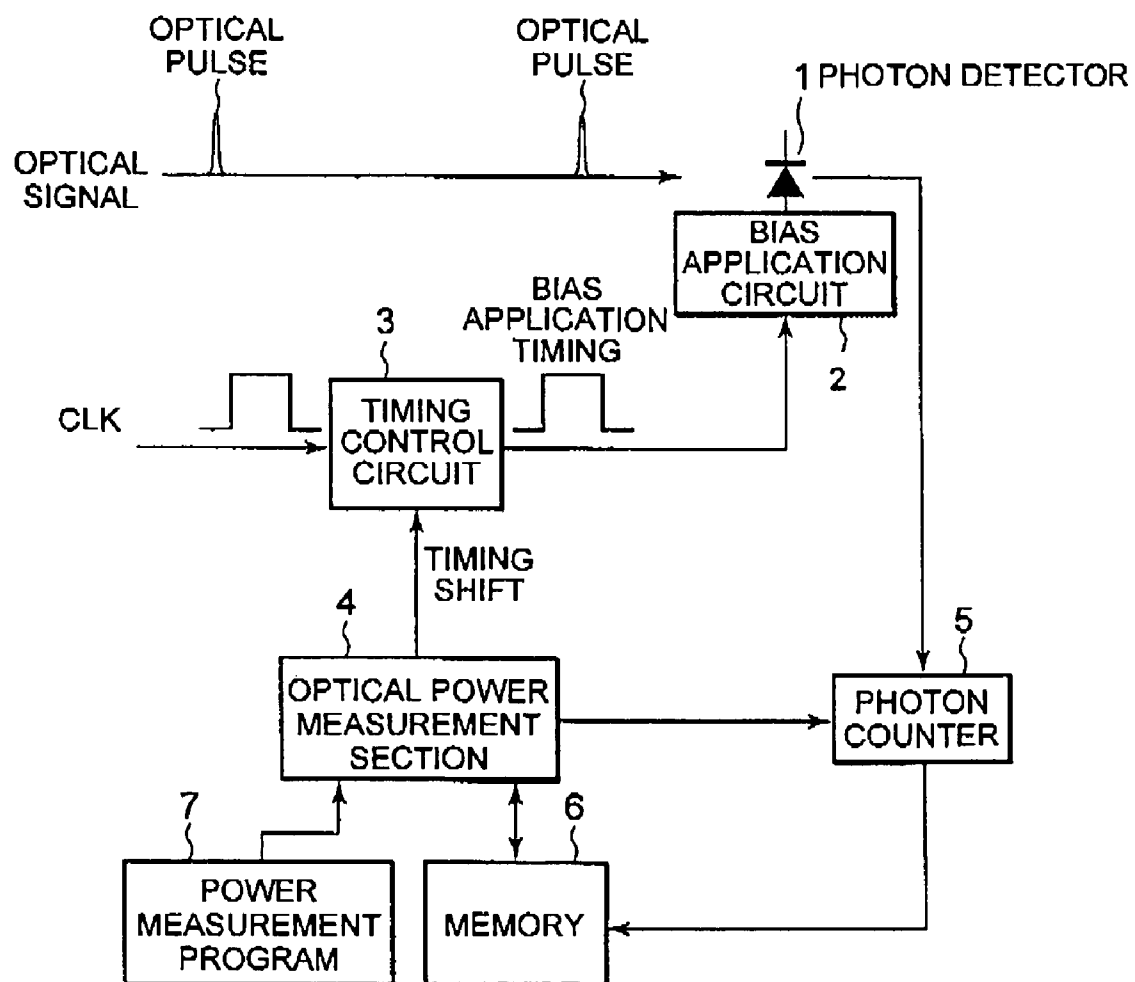 OPTICAL
PULSE
OPTICAL
PULSE
1 PHOTON DETECTOR
OPTICAL
SIGNAL
BIAS
APPLICATION
CIRCUIT
2
BIAS
APPLICATION
TIMING
3
CLK
TIMING
CONTROL
CIRCUIT
TIMING
SHIFT
4
OPTICAL POWER
MEASUREMENT
SECTION
5
PHOTON
COUNTER
7
POWER
MEASUREMENT
PROGRAM
6
MEMORY